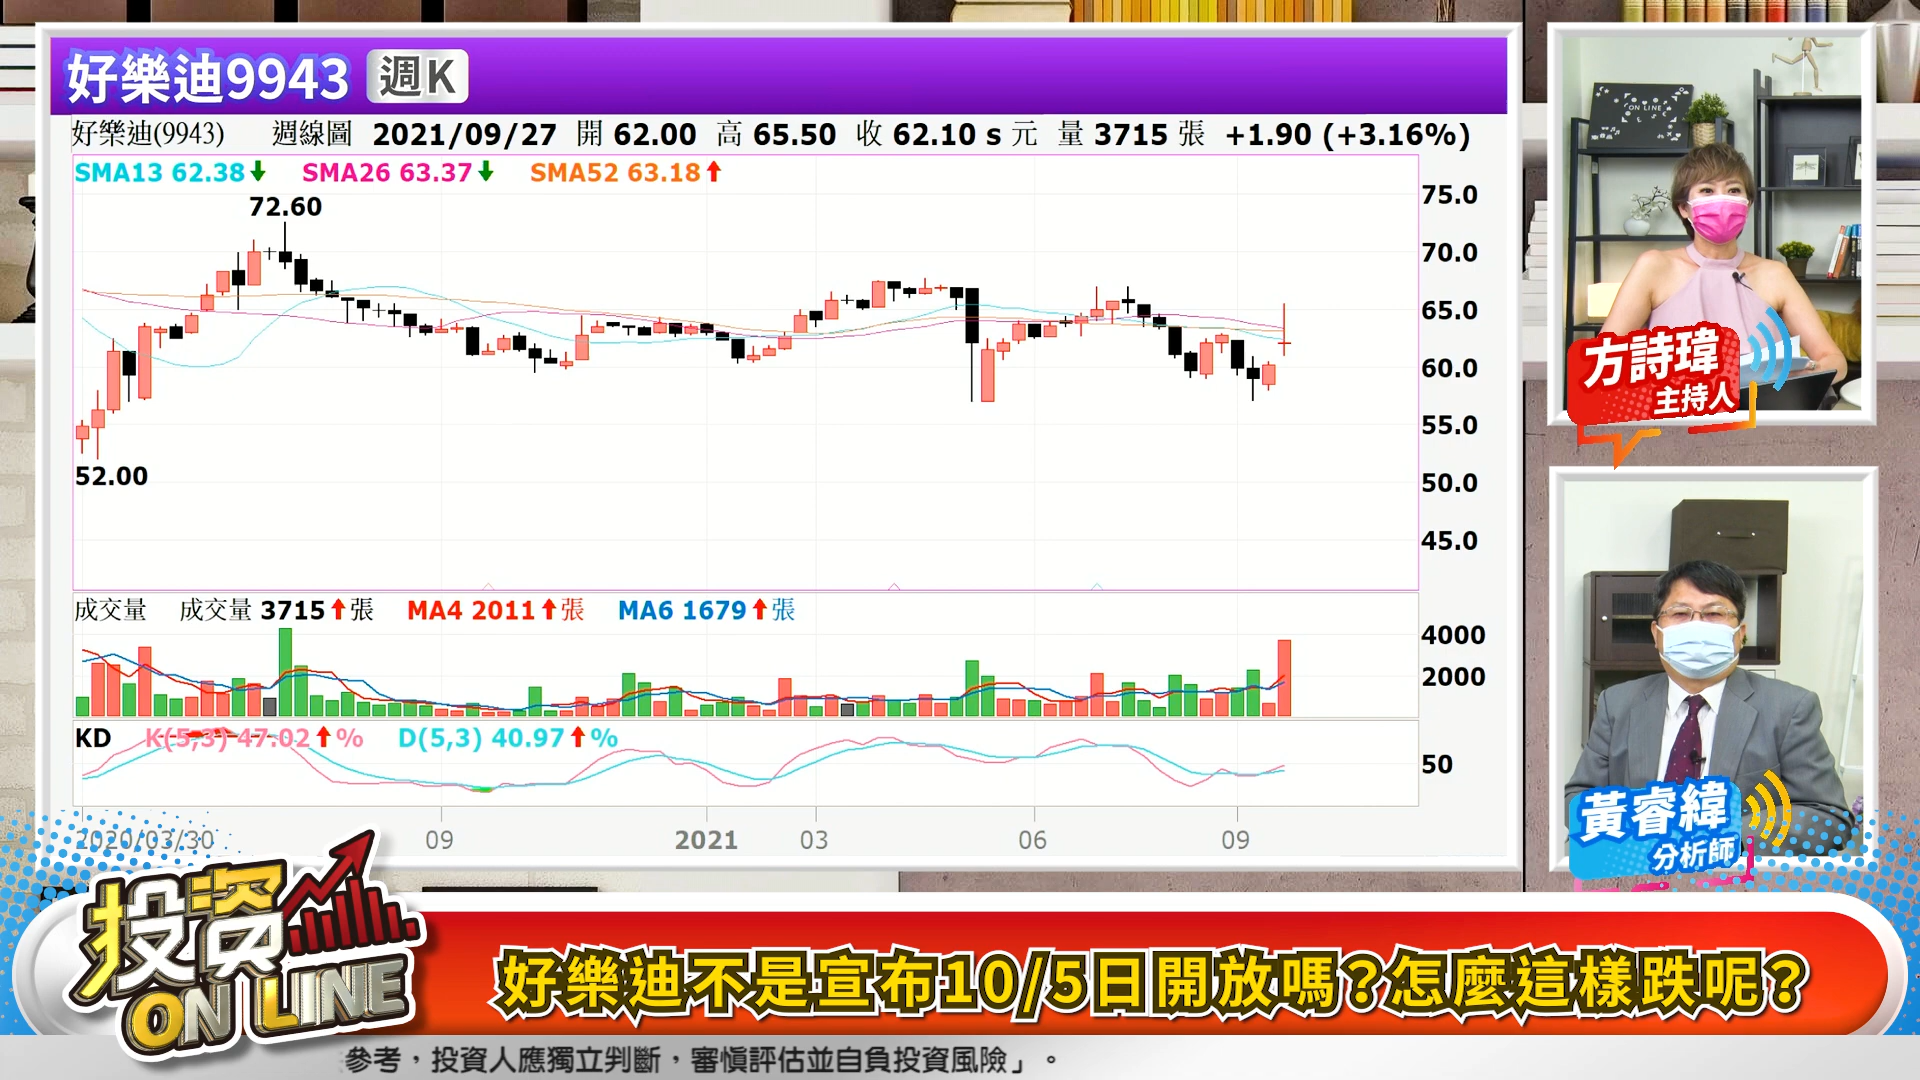 好樂迪9943 週K
好樂迪(9943) 週線圖 2021/09/27 開 62.00 高 65.50 收 62.10 s 元 量 3715 張 +1.90 (+3.16%)
SMA13 62.38↓ SMA26 63.37↓ SMA52 63.18↑
72.60
52.00
75.0
70.0
65.0
60.0
55.0
50.0
45.0
成交量 成交量 3715↑張 MA4 2011↑張 MA6 1679↑張
4000
2000
KD K(5,3) 47.02↑% D(5,3) 40.97↑%
50
2020/03/30 09 2021 03 06 09
ON LINE
方詩瑋
主持人
黃睿緯
分析師
投資
ON LINE
好樂迪不是宣布10/5日開放嗎？怎麼這樣跌呢？
參考，投資人應獨立判斷，審慎評估並自負投資風險」。